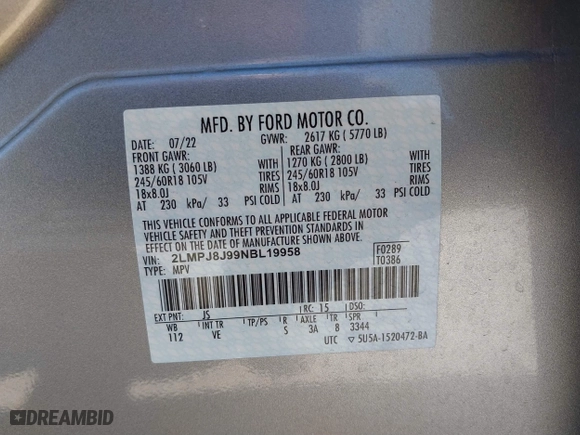 MFD. BY FORD MOTOR CO.
DATE: 07/22 GVWR: 2617 KG ( 5770 LB)
FRONT GAWR: REAR GAWR:
1388 KG ( 3060 LB) WITH 1270 KG ( 2800 LB) WITH
245/60R18 105V TIRES 245/60R18 105V TIRES
18x8.0J RIMS 18x8.0J RIMS
AT 230 kPa/ 33 PSI COLD AT 230 kPa/ 33 PSI COLD
THIS VEHICLE CONFORMS TO ALL APPLICABLE FEDERAL MOTOR
VEHICLE SAFETY AND THEFT PREVENTION STANDARDS IN
EFFECT ON THE DATE OF MANUFACTURE SHOWN ABOVE.
VIN: 2LMPJ8J99NBL19958 F0289
TYPE: MPV T0386
EXT PNT: JS RC: 15 DSO:
WB INT TR TP/PS R AXLE TR SPR
112 VE S 3A 8 3344
UTC ▽5U5A-1520472-BA
DREAMBID